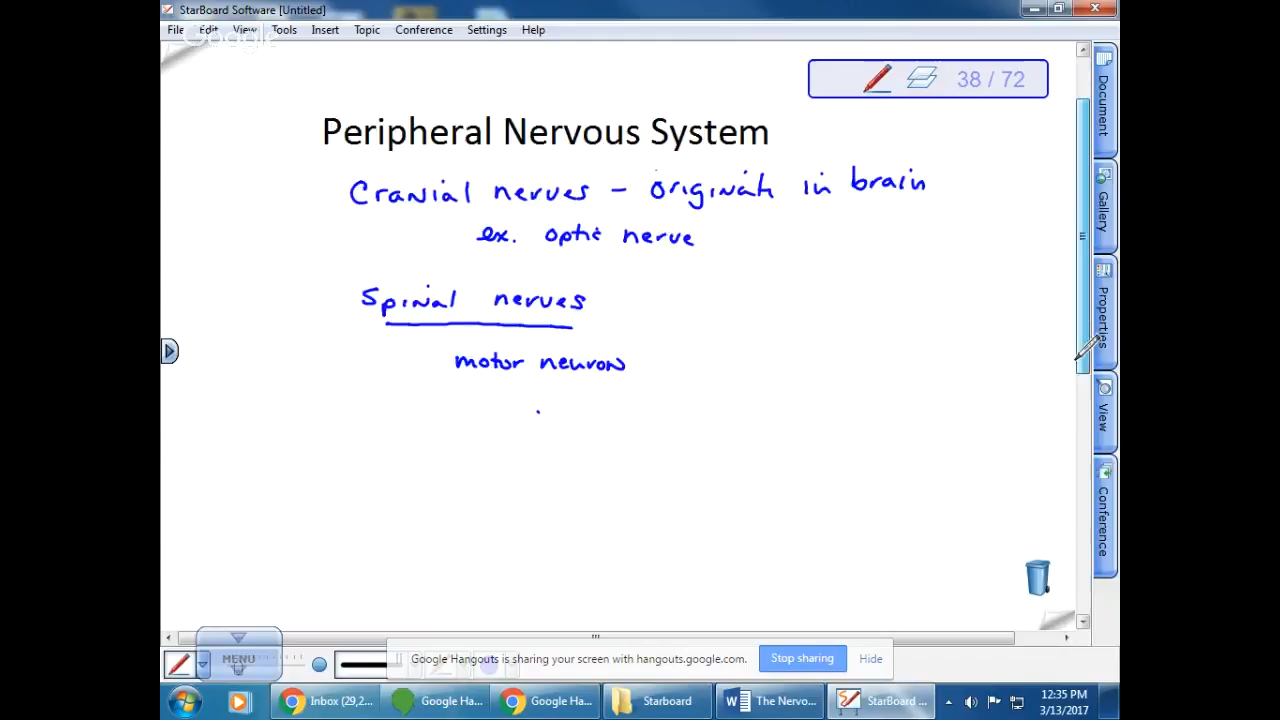 StarBoard Software [Untitled]
File Edit View Tools Insert Topic Conference Settings Help
Google
38 / 72
Peripheral Nervous System
Cranial nerves - originate in brain
ex. optic nerve
Spinal nerves
motor neuron
Document
Gallery
Properties
View
Conference
MENU
Google Hangouts is sharing your screen with hangouts.google.com. Stop sharing Hide
Inbox (29,2... Google Ha... Google Ha... Starboard The Nervo... StarBoard ...
12:35 PM
3/13/2017